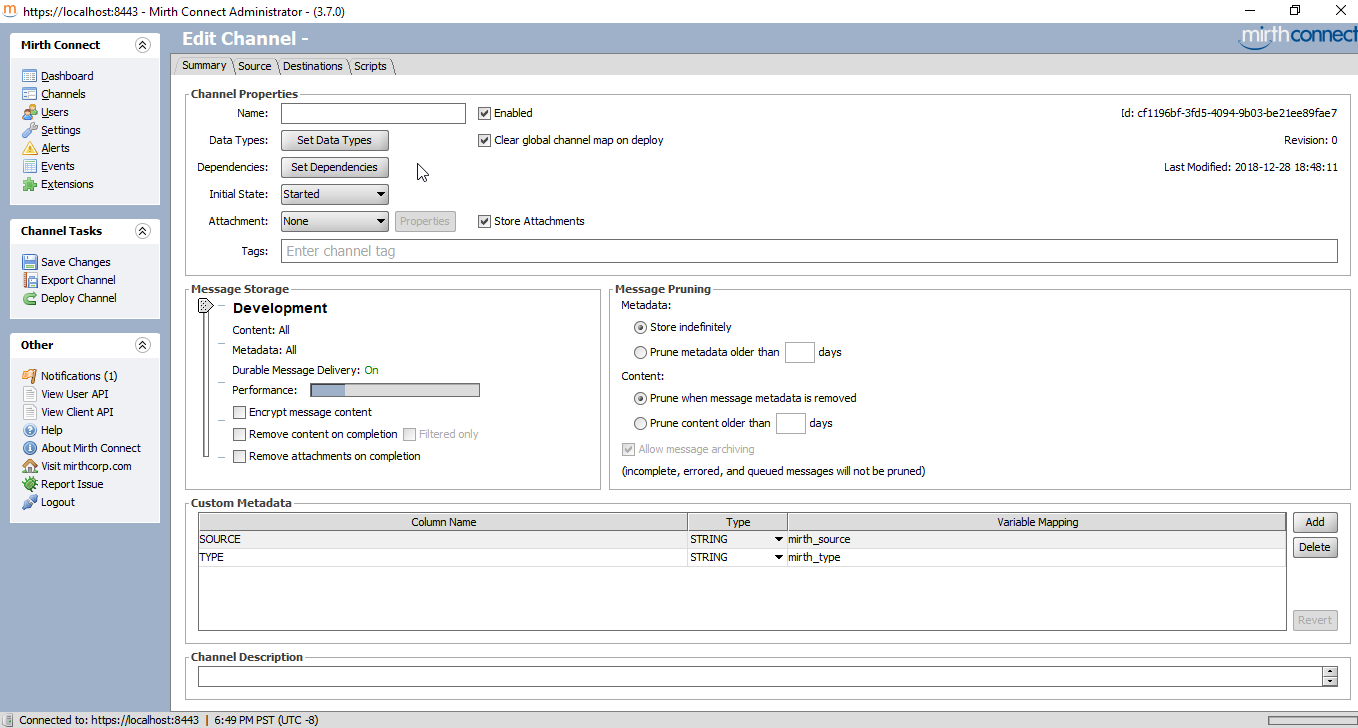 https://localhost:8443 - Mirth Connect Administrator - (3.7.0)
Mirth Connect
Dashboard
Channels
Users
Settings
Alerts
Events
Extensions
Channel Tasks
Save Changes
Export Channel
Deploy Channel
Other
Notifications (1)
View User API
View Client API
Help
About Mirth Connect
Visit mirthcorp.com
Report Issue
Logout
Edit Channel -
mirthconnect
Summary Source Destinations Scripts
Channel Properties
Name: Enabled Id: cf1196bf-3fd5-4094-9b03-be21ee89fae7
Data Types: Set Data Types Clear global channel map on deploy Revision: 0
Dependencies: Set Dependencies Last Modified: 2018-12-28 18:48:11
Initial State: Started
Attachment: None Properties Store Attachments
Tags: Enter channel tag
Message Storage
Development
Content: All
Metadata: All
Durable Message Delivery: On
Performance:
Encrypt message content
Remove content on completion Filtered only
Remove attachments on completion
Message Pruning
Metadata:
Store indefinitely
Prune metadata older than days
Content:
Prune when message metadata is removed
Prune content older than days
Allow message archiving
(incomplete, errored, and queued messages will not be pruned)
Custom Metadata
Column Name Type Variable Mapping
SOURCE STRING mirth_source
TYPE STRING mirth_type
Add
Delete
Revert
Channel Description
Connected to: https://localhost:8443 | 6:49 PM PST (UTC -8)